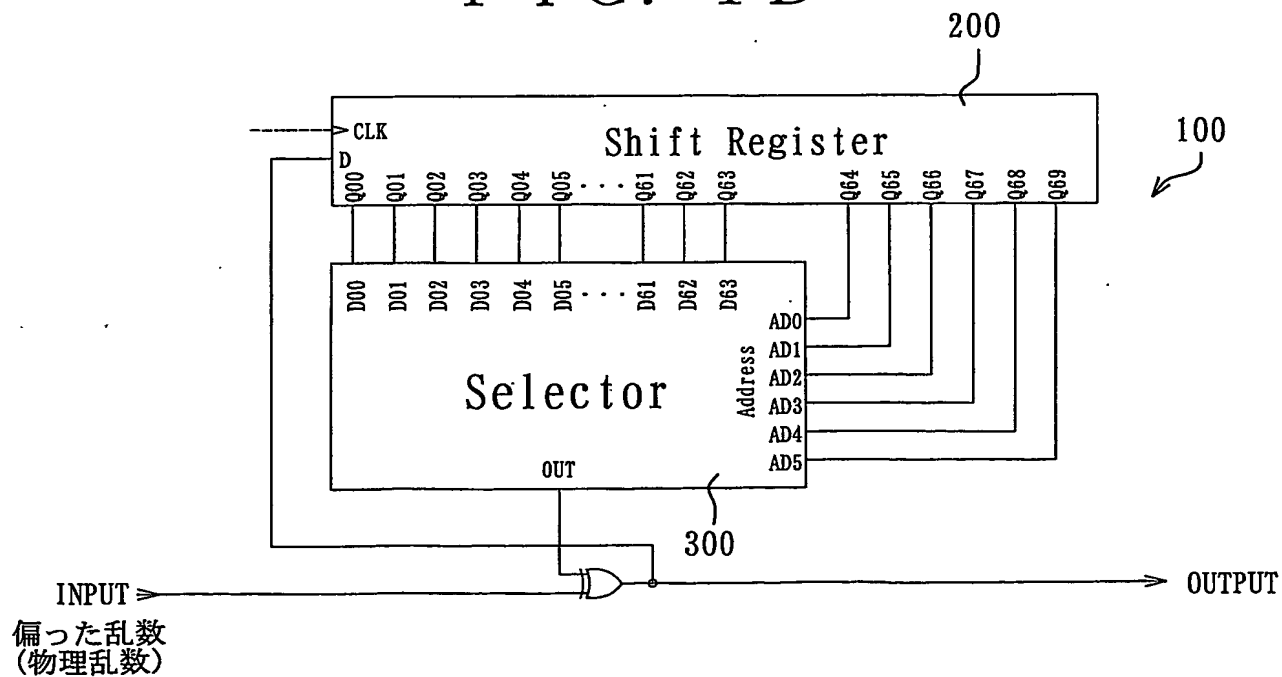 200
100
CLK
Shift Register
D
Q00 Q01 Q02 Q03 Q04 Q05 ・・・ Q61 Q62 Q63 Q64 Q65 Q66 Q67 Q68 Q69
D00 D01 D02 D03 D04 D05 ・・・ D61 D62 D63
AD0
AD1
AD2
AD3
AD4
AD5
Address
Selector
OUT
300
INPUT
OUTPUT
偏った乱数
(物理乱数)